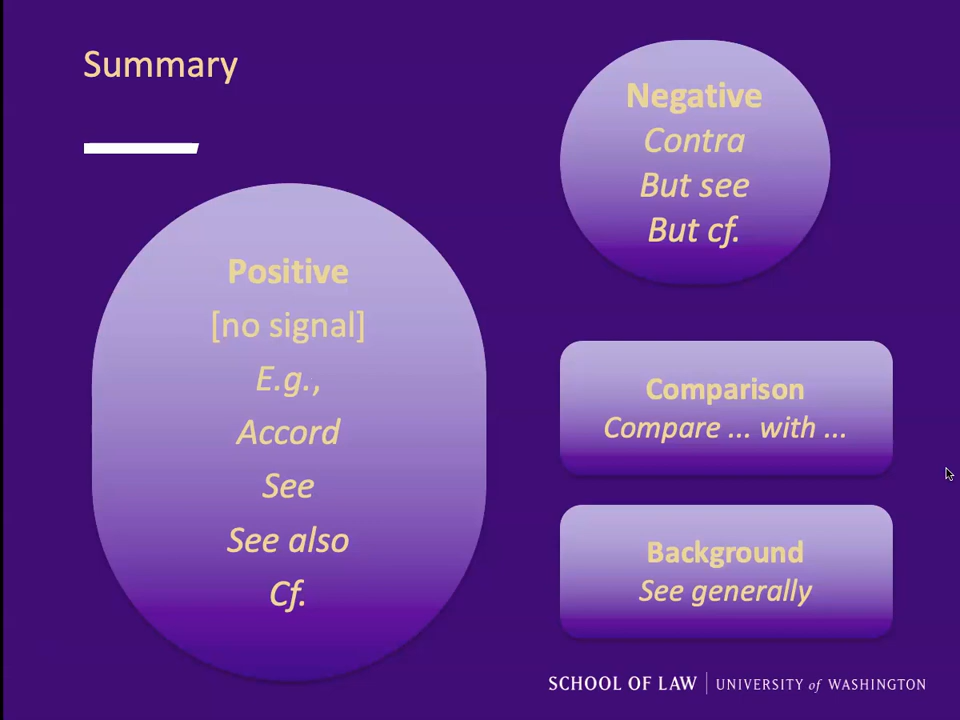 Summary
Positive
[no signal]
E.g.,
Accord
See
See also
Cf.
Negative
Contra
But see
But cf.
Comparison
Compare ... with ...
Background
See generally
SCHOOL OF LAW | UNIVERSITY of WASHINGTON